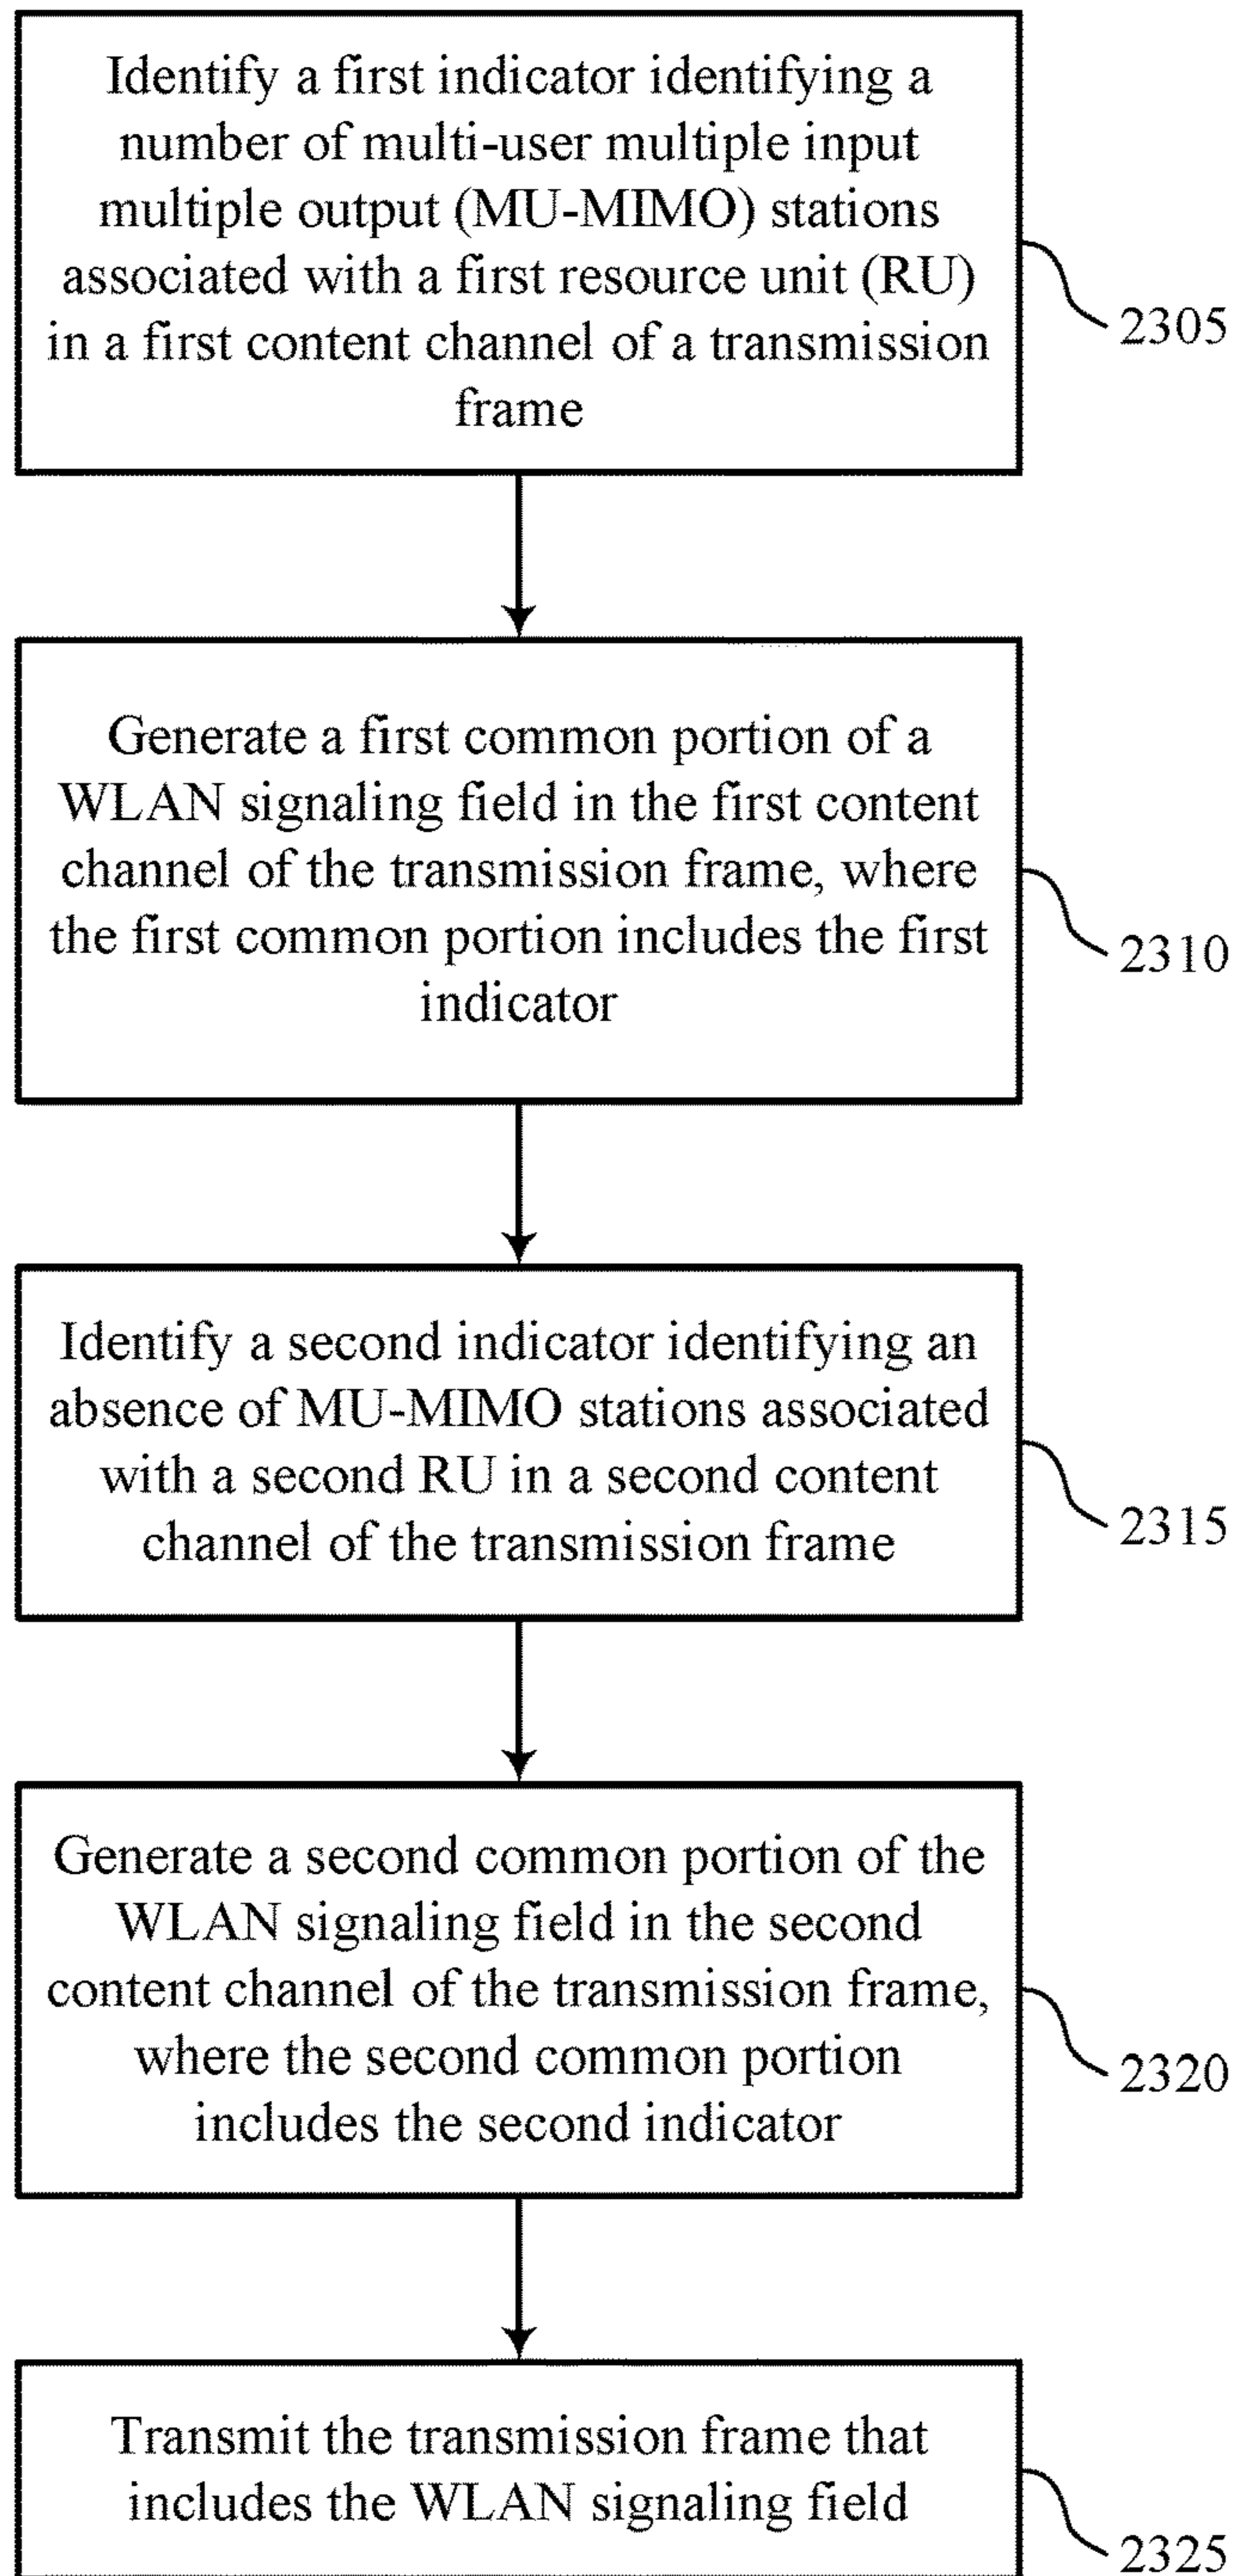 Identify a first indicator identifying a
number of multi-user multiple input
multiple output (MU-MIMO) stations
associated with a first resource unit (RU)
in a first content channel of a transmission
frame
2305
Generate a first common portion of a
WLAN signaling field in the first content
channel of the transmission frame, where
the first common portion includes the first
indicator
2310
Identify a second indicator identifying an
absence of MU-MIMO stations associated
with a second RU in a second content
channel of the transmission frame
2315
Generate a second common portion of the
WLAN signaling field in the second
content channel of the transmission frame,
where the second common portion
includes the second indicator
2320
Transmit the transmission frame that
includes the WLAN signaling field
2325